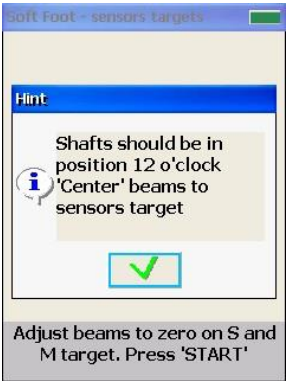 Soft Foot - sensors targets
Hint
Shafts should be in
position 12 o'clock
'Center' beams to
sensors target
Adjust beams to zero on S and
M target. Press 'START'